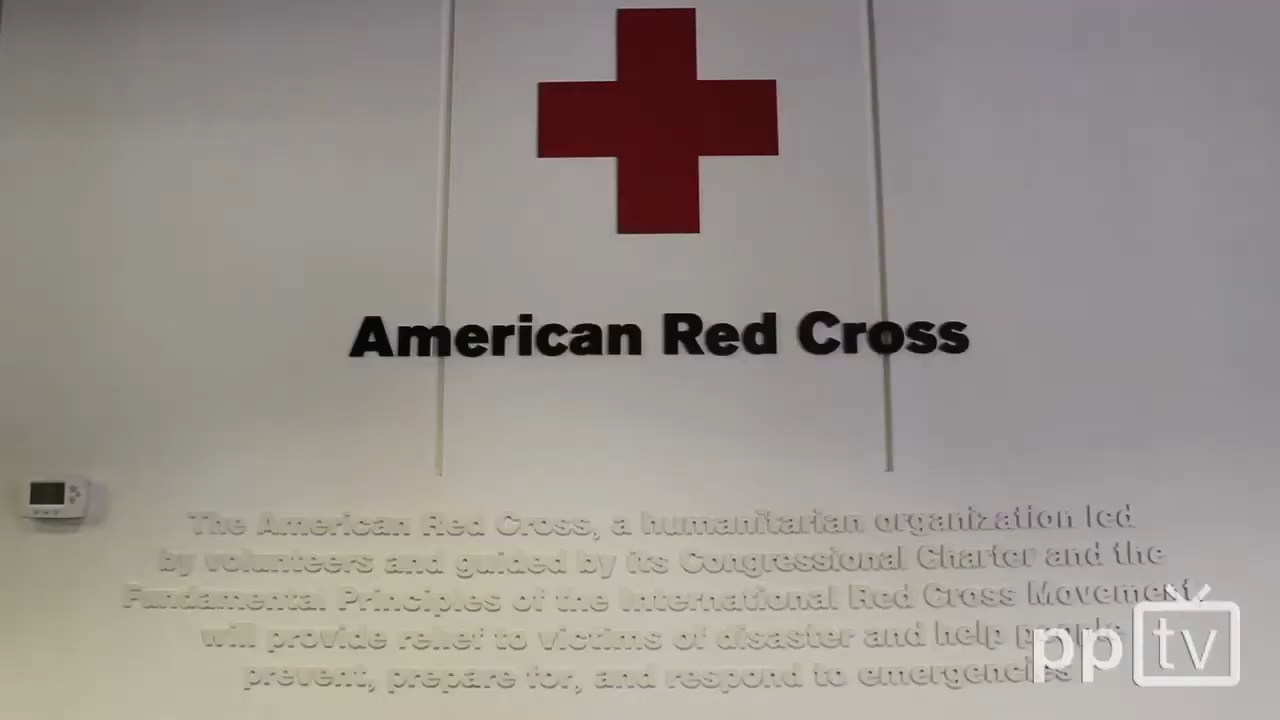 American Red Cross
The American Red Cross, a humanitarian organization led
by volunteers and guided by its Congressional Charter and the
Fundamental Principles of the International Red Cross Movement,
will provide relief to victims of disaster and help people
prevent, prepare for, and respond to emergencies.
pp tv